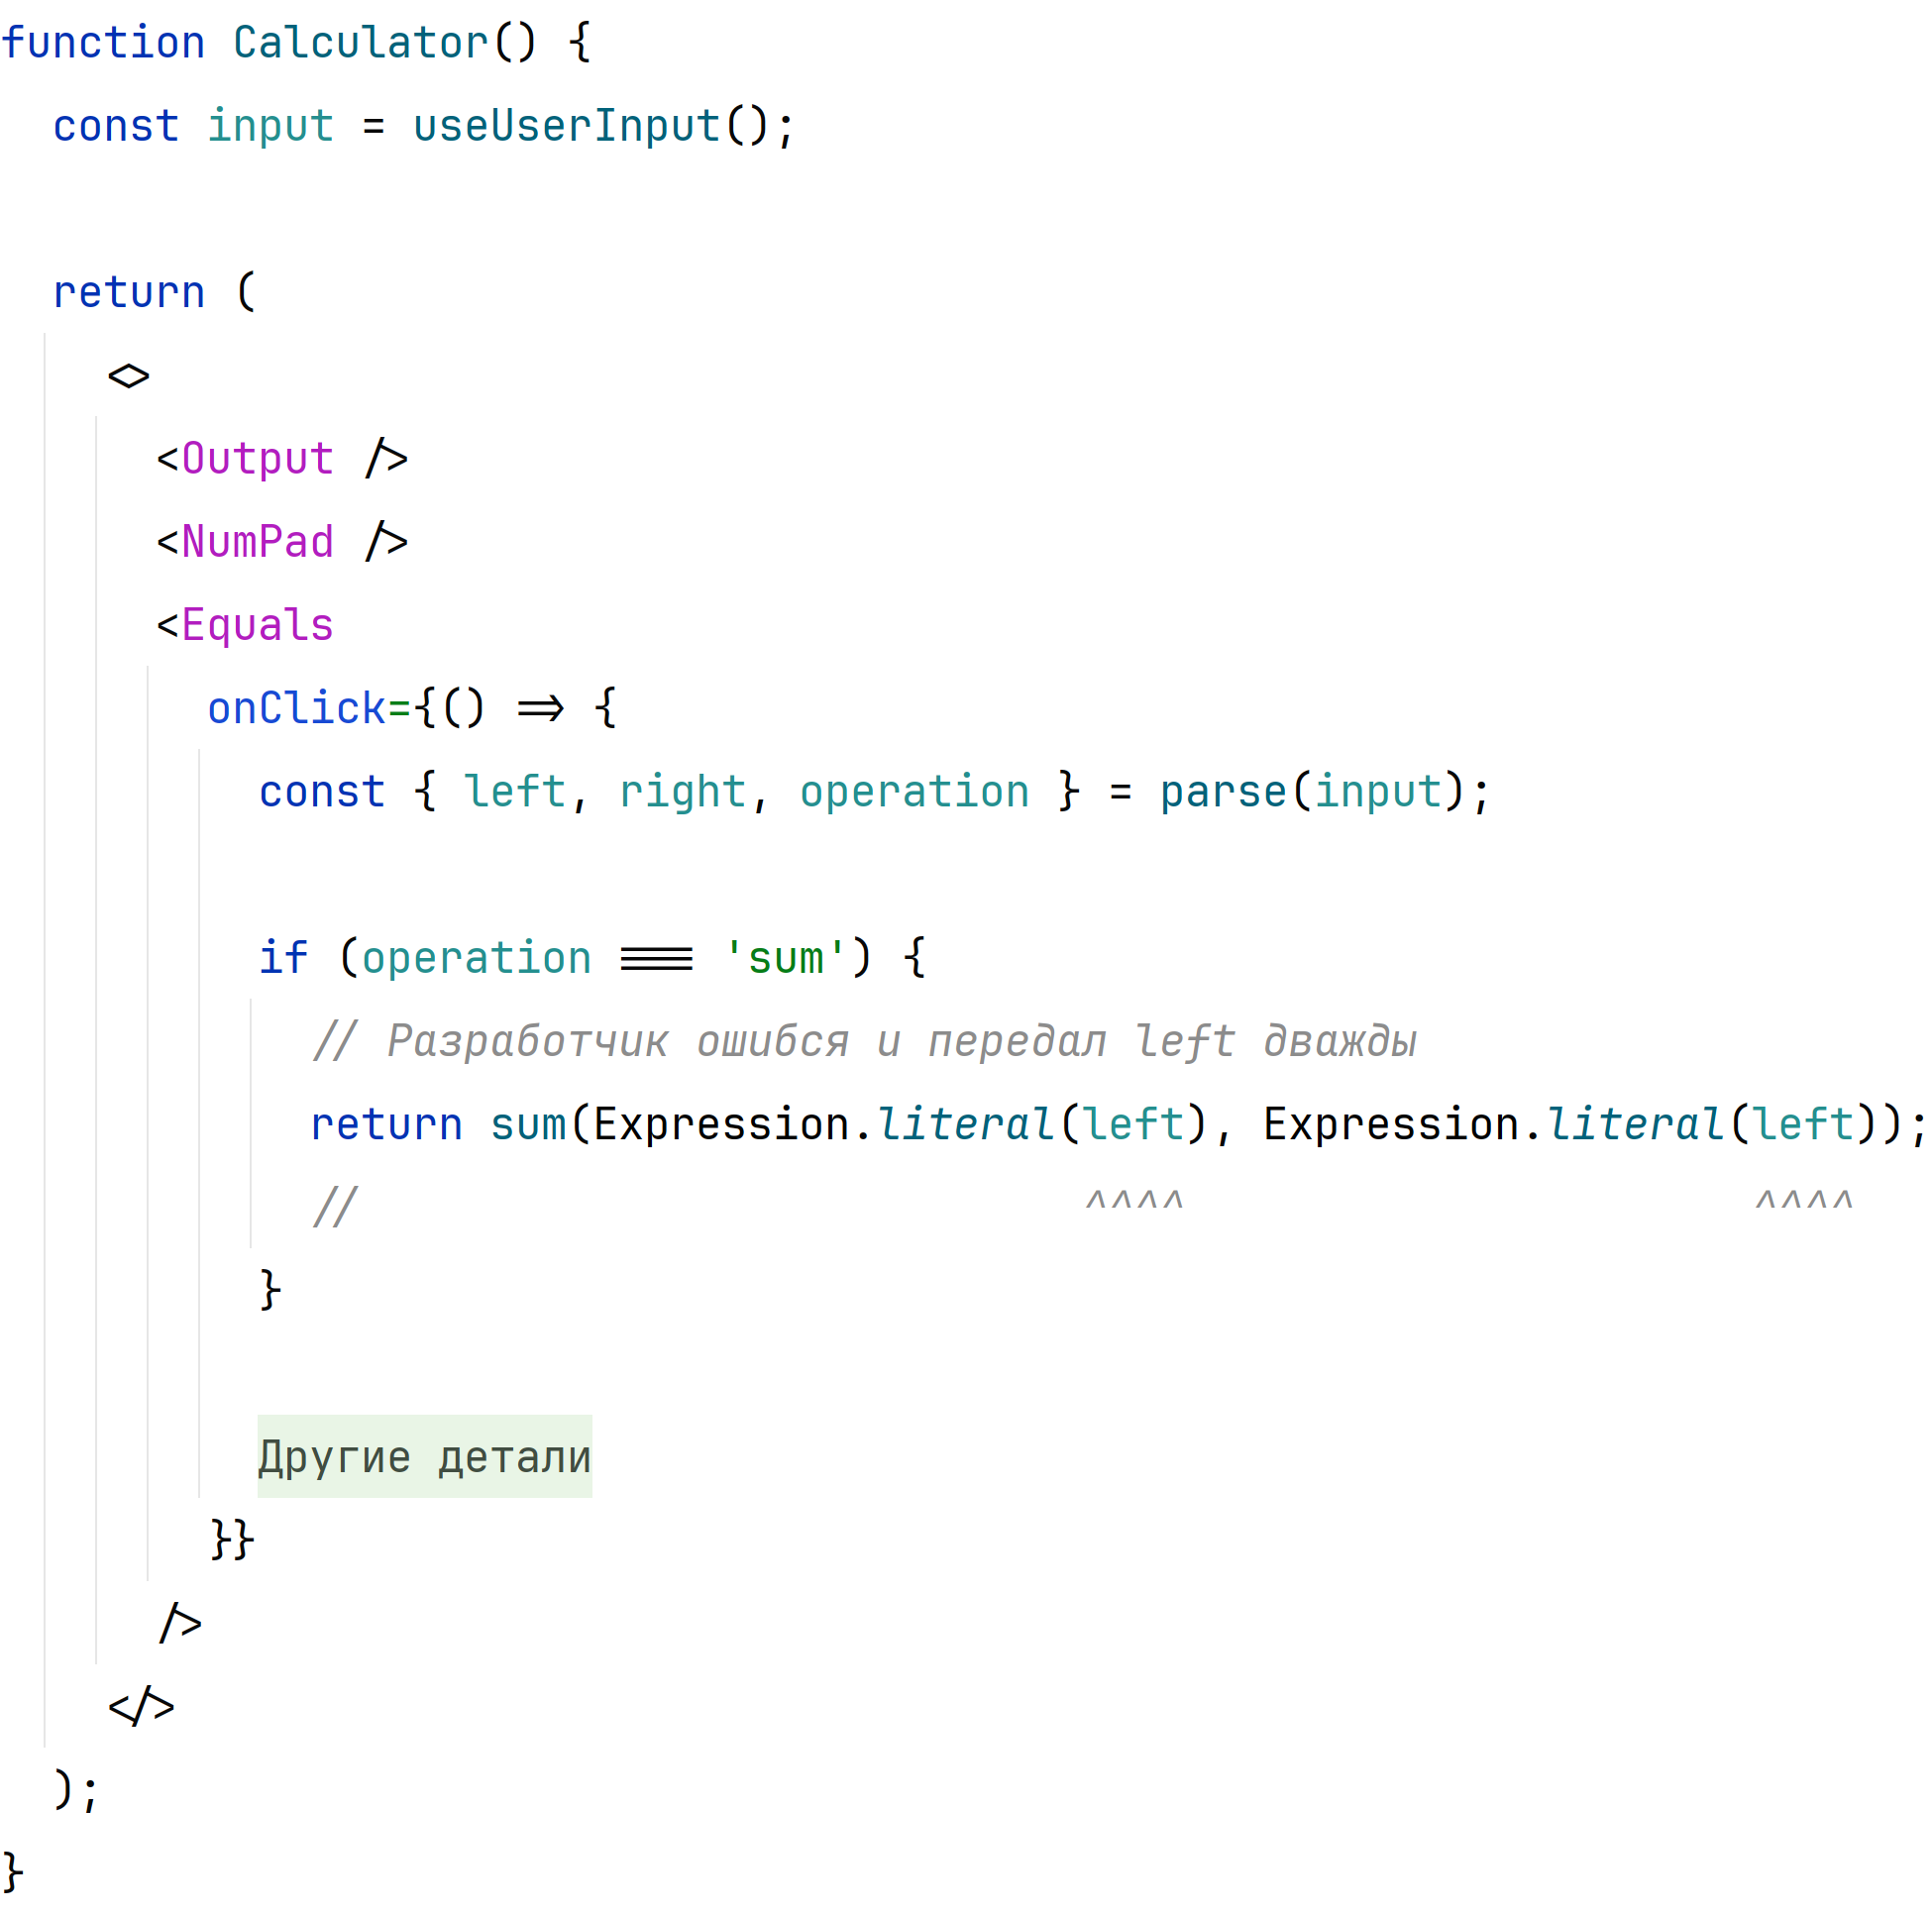 function Calculator() {
  const input = useUserInput();

  return (
    <>
      <Output />
      <NumPad />
      <Equals
        onClick={() => {
          const { left, right, operation } = parse(input);

          if (operation === 'sum') {
            // Разработчик ошибся и передал left дважды
            return sum(Expression.literal(left), Expression.literal(left));
            //                            ^^^^                      ^^^^
          }

          Другие детали
        }}
      />
    </>
  );
}